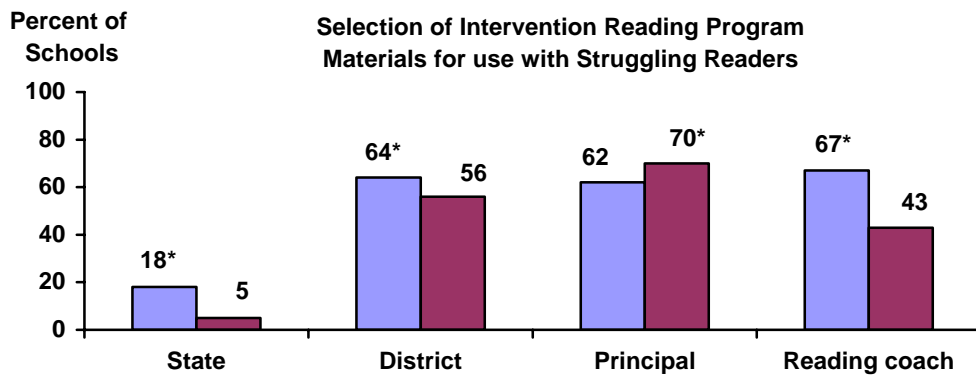 Percent of
Schools
Selection of Intervention Reading Program
Materials for use with Struggling Readers
100
80
60
40
20
0
18*
5
64*
56
62
70*
67*
43
State
District
Principal
Reading coach